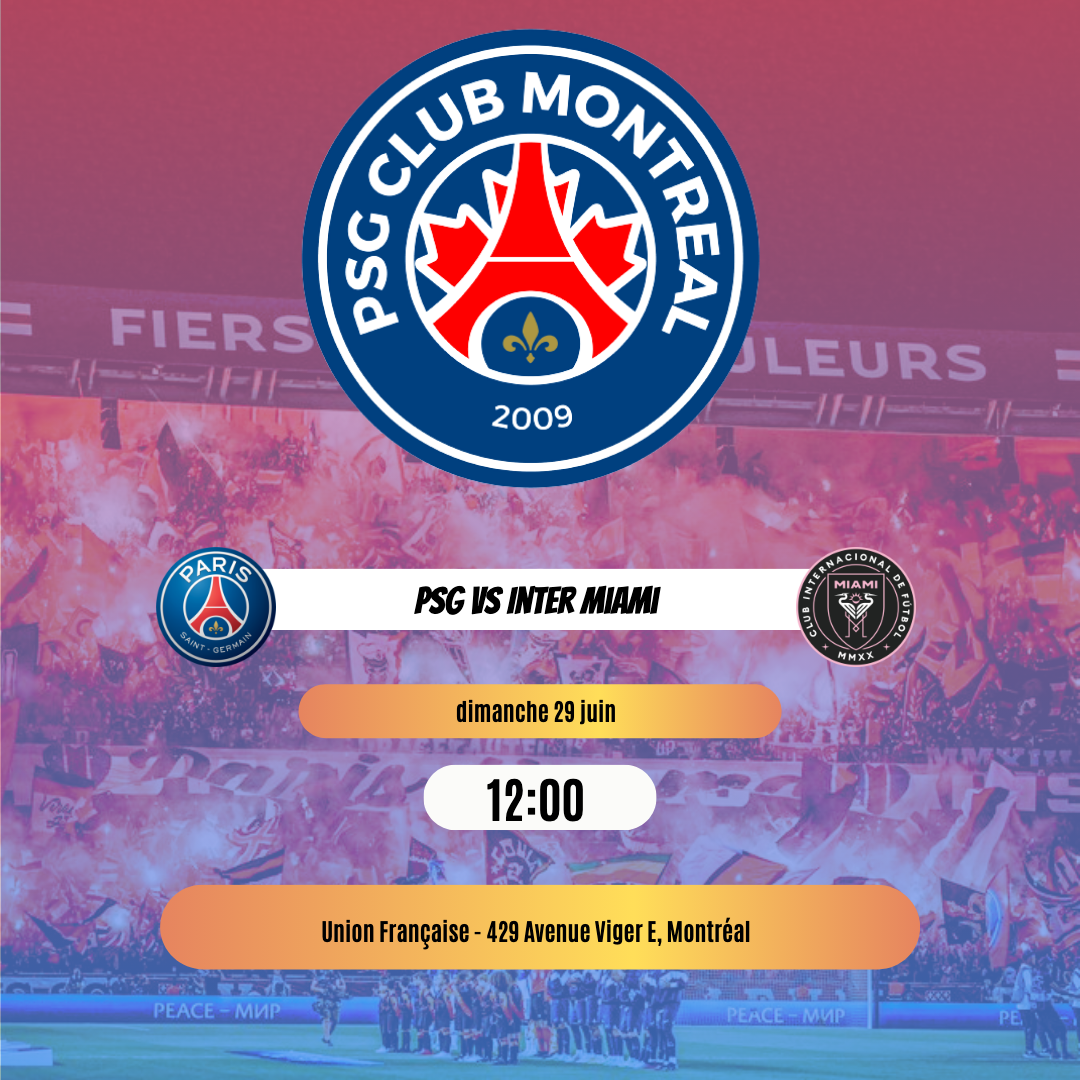 PSG CLUB MONTREAL
2009
FIERS
ULEURS
PARIS
SAINT-GERMAIN
PSG VS INTER MIAMI
CLUB INTERNACIONAL DE FÚTBOL
MIAMI
MMXX
dimanche 29 juin
12:00
Union Française - 429 Avenue Viger E, Montréal
PEACE - МИР
PEACE - МИР